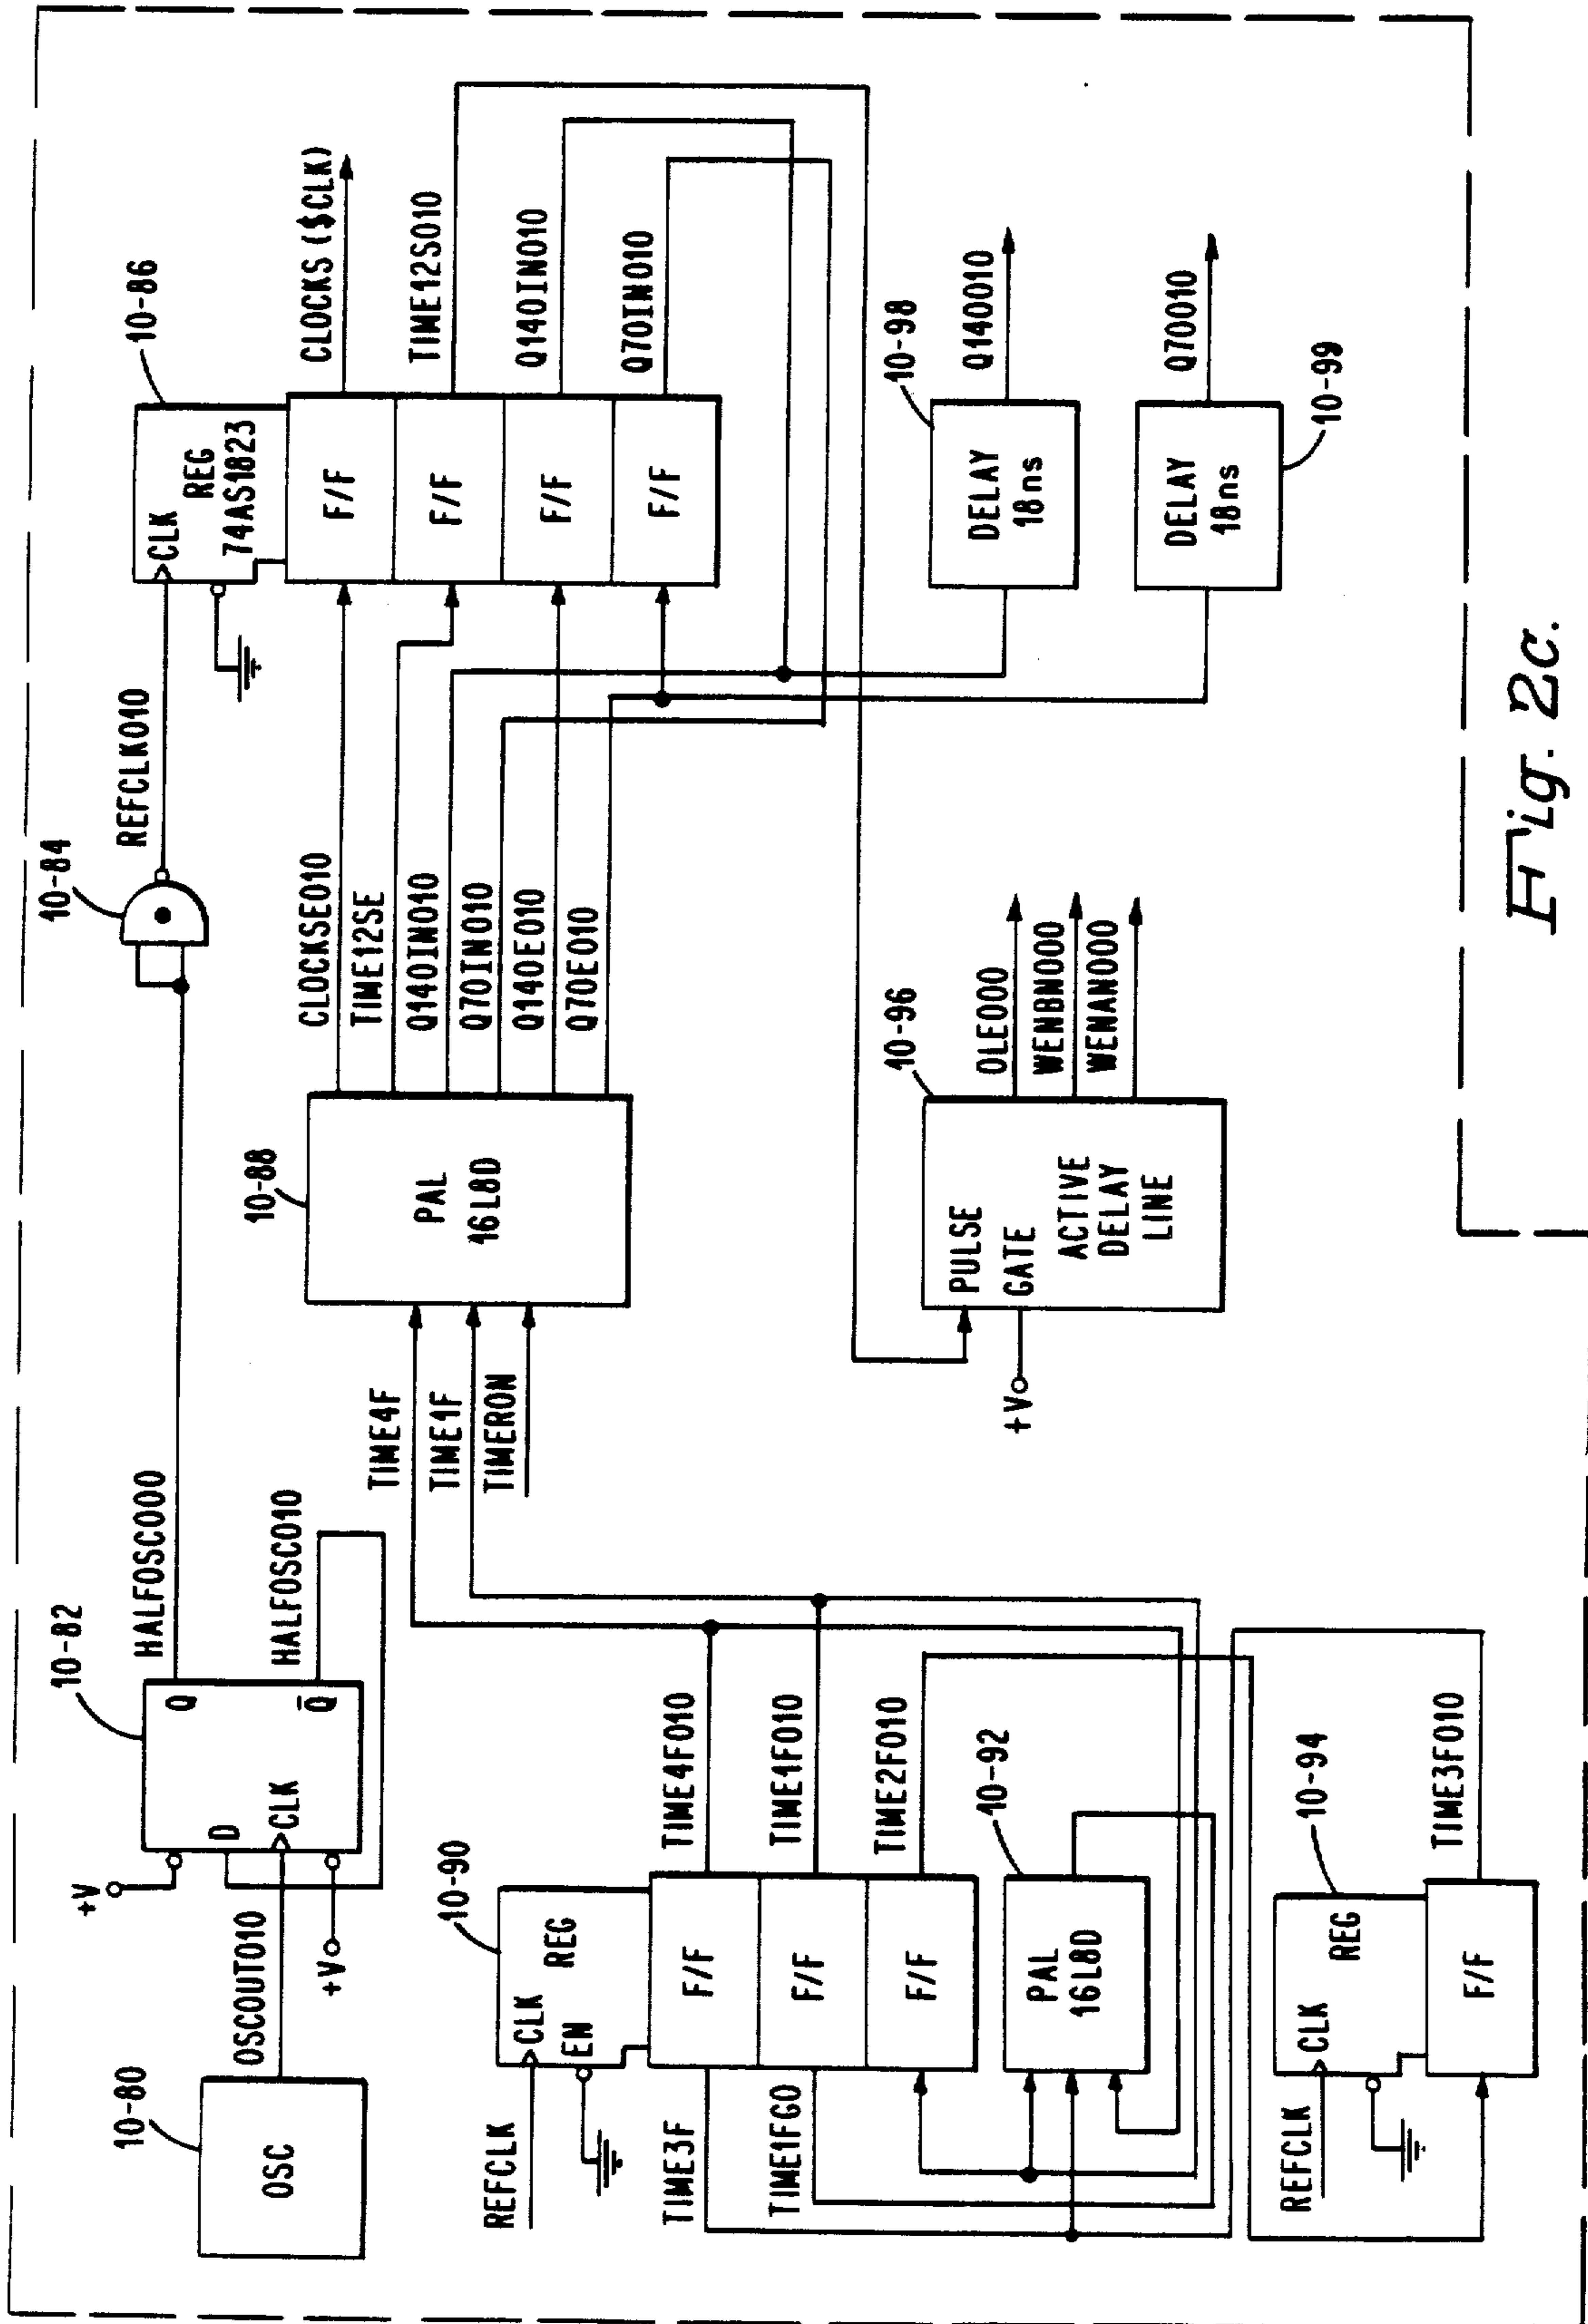 10-80
OSC
OSCOUT010
+V
+V
10-82
D
CLK
Q
Q̅
HALFOSC000
HALFOSC010
10-84
REFCLK010
10-86
CLK
REG
74AS1823
F/F
F/F
F/F
F/F
CLOCKS ($CLK)
TIME12S010
Q140IN010
Q70IN010
10-88
PAL
16L8D
TIME4F
TIME1F
TIMERON
CLOCKSE010
TIME12SE
Q140IN010
Q70IN010
Q140E010
Q70E010
10-90
REFCLK
CLK
EN
REG
F/F
F/F
F/F
TIME3F
TIME1FGO
TIME4F010
TIME1F010
TIME2F010
10-92
PAL
16L8D
10-94
REFCLK
CLK
REG
F/F
TIME3F010
10-96
PULSE
GATE
ACTIVE
DELAY
LINE
+V
OLE000
WENBN000
WENAN000
10-98
DELAY
18ns
Q140010
DELAY
18ns
Q70010
10-99
Fig. 2c.